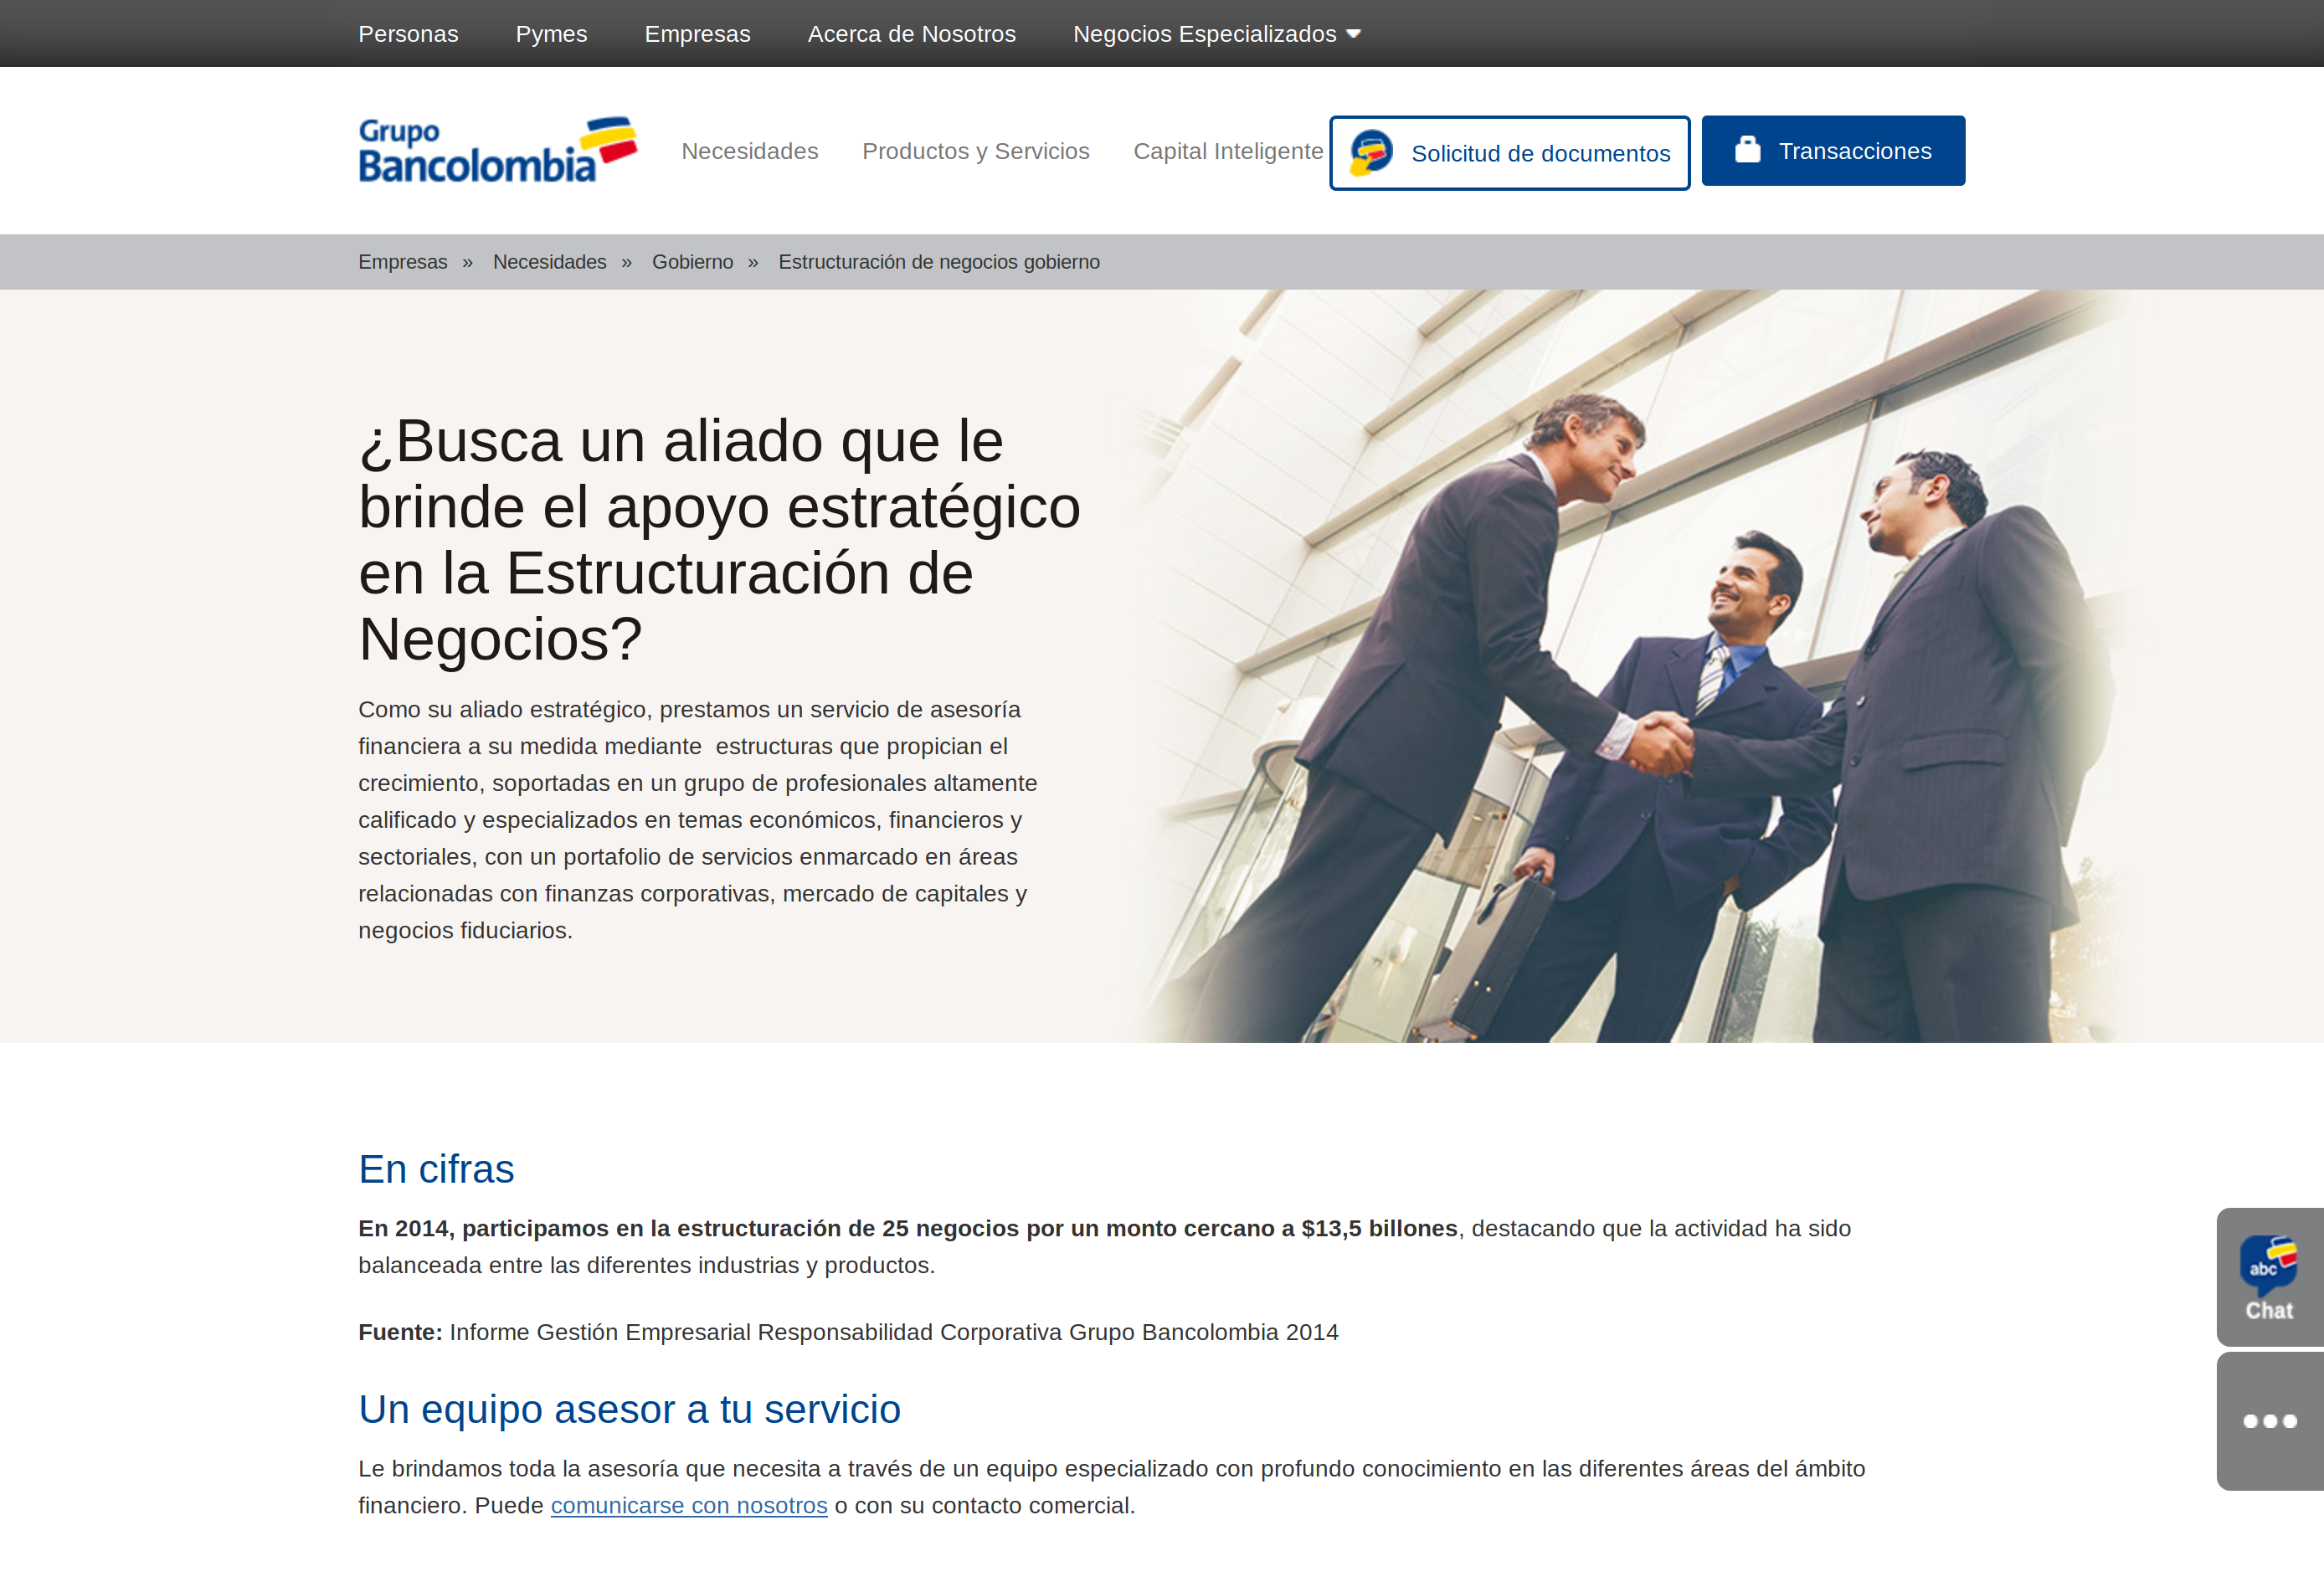 Personas Pymes Empresas Acerca de Nosotros Negocios Especializados
Grupo
Bancolombia
Necesidades Productos y Servicios Capital Inteligente
Solicitud de documentos
Transacciones
Empresas » Necesidades » Gobierno » Estructuración de negocios gobierno
¿Busca un aliado que le
brinde el apoyo estratégico
en la Estructuración de
Negocios?
Como su aliado estratégico, prestamos un servicio de asesoría
financiera a su medida mediante  estructuras que propician el
crecimiento, soportadas en un grupo de profesionales altamente
calificado y especializados en temas económicos, financieros y
sectoriales, con un portafolio de servicios enmarcado en áreas
relacionadas con finanzas corporativas, mercado de capitales y
negocios fiduciarios.
En cifras
En 2014, participamos en la estructuración de 25 negocios por un monto cercano a $13,5 billones, destacando que la actividad ha sido
balanceada entre las diferentes industrias y productos.
Fuente: Informe Gestión Empresarial Responsabilidad Corporativa Grupo Bancolombia 2014
Un equipo asesor a tu servicio
Le brindamos toda la asesoría que necesita a través de un equipo especializado con profundo conocimiento en las diferentes áreas del ámbito
financiero. Puede comunicarse con nosotros o con su contacto comercial.
abc
Chat